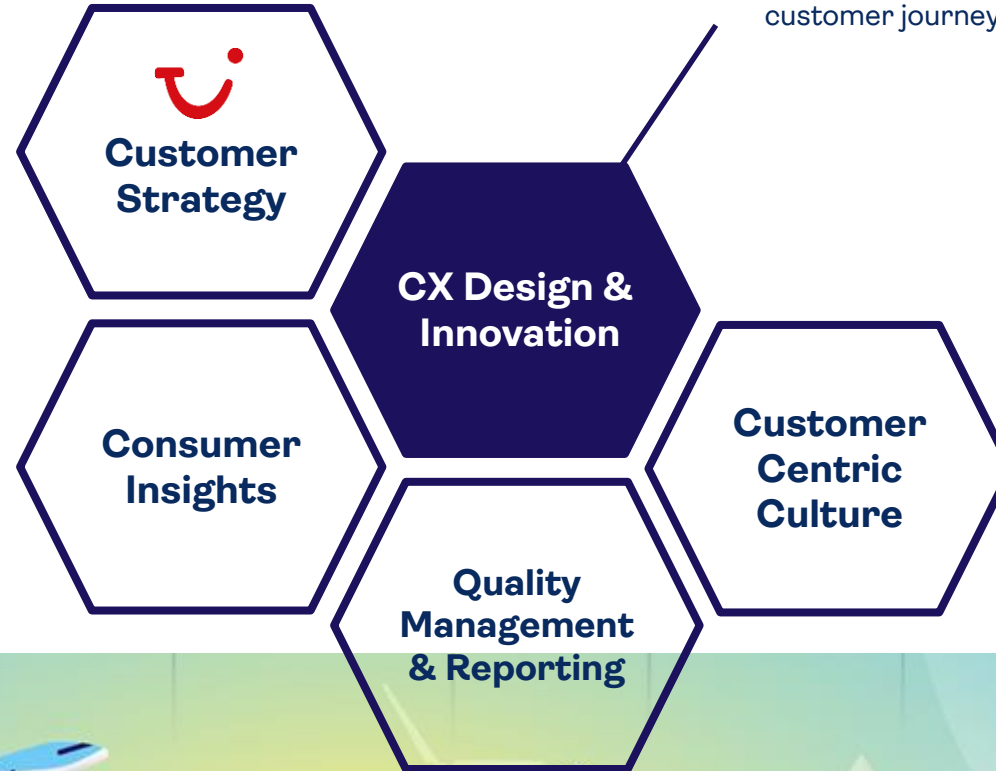 customer journey
Customer
Strategy
CX Design &
Innovation
Consumer
Insights
Customer
Centric
Culture
Quality
Management
& Reporting